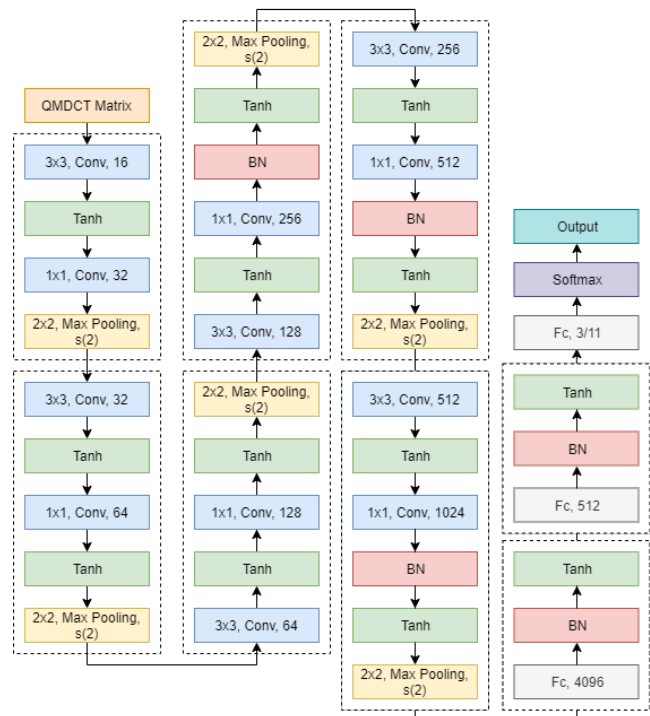 QMDCT Matrix
3x3, Conv, 16
Tanh
1x1, Conv, 32
2x2, Max Pooling,
s(2)
3x3, Conv, 32
Tanh
1x1, Conv, 64
Tanh
2x2, Max Pooling,
s(2)
3x3, Conv, 64
Tanh
1x1, Conv, 128
Tanh
2x2, Max Pooling,
s(2)
3x3, Conv, 128
Tanh
1x1, Conv, 256
BN
Tanh
2x2, Max Pooling,
s(2)
3x3, Conv, 256
Tanh
1x1, Conv, 512
BN
Tanh
2x2, Max Pooling,
s(2)
3x3, Conv, 512
Tanh
1x1, Conv, 1024
BN
Tanh
2x2, Max Pooling,
s(2)
Fc, 4096
BN
Tanh
Fc, 512
BN
Tanh
Fc, 3/11
Softmax
Output